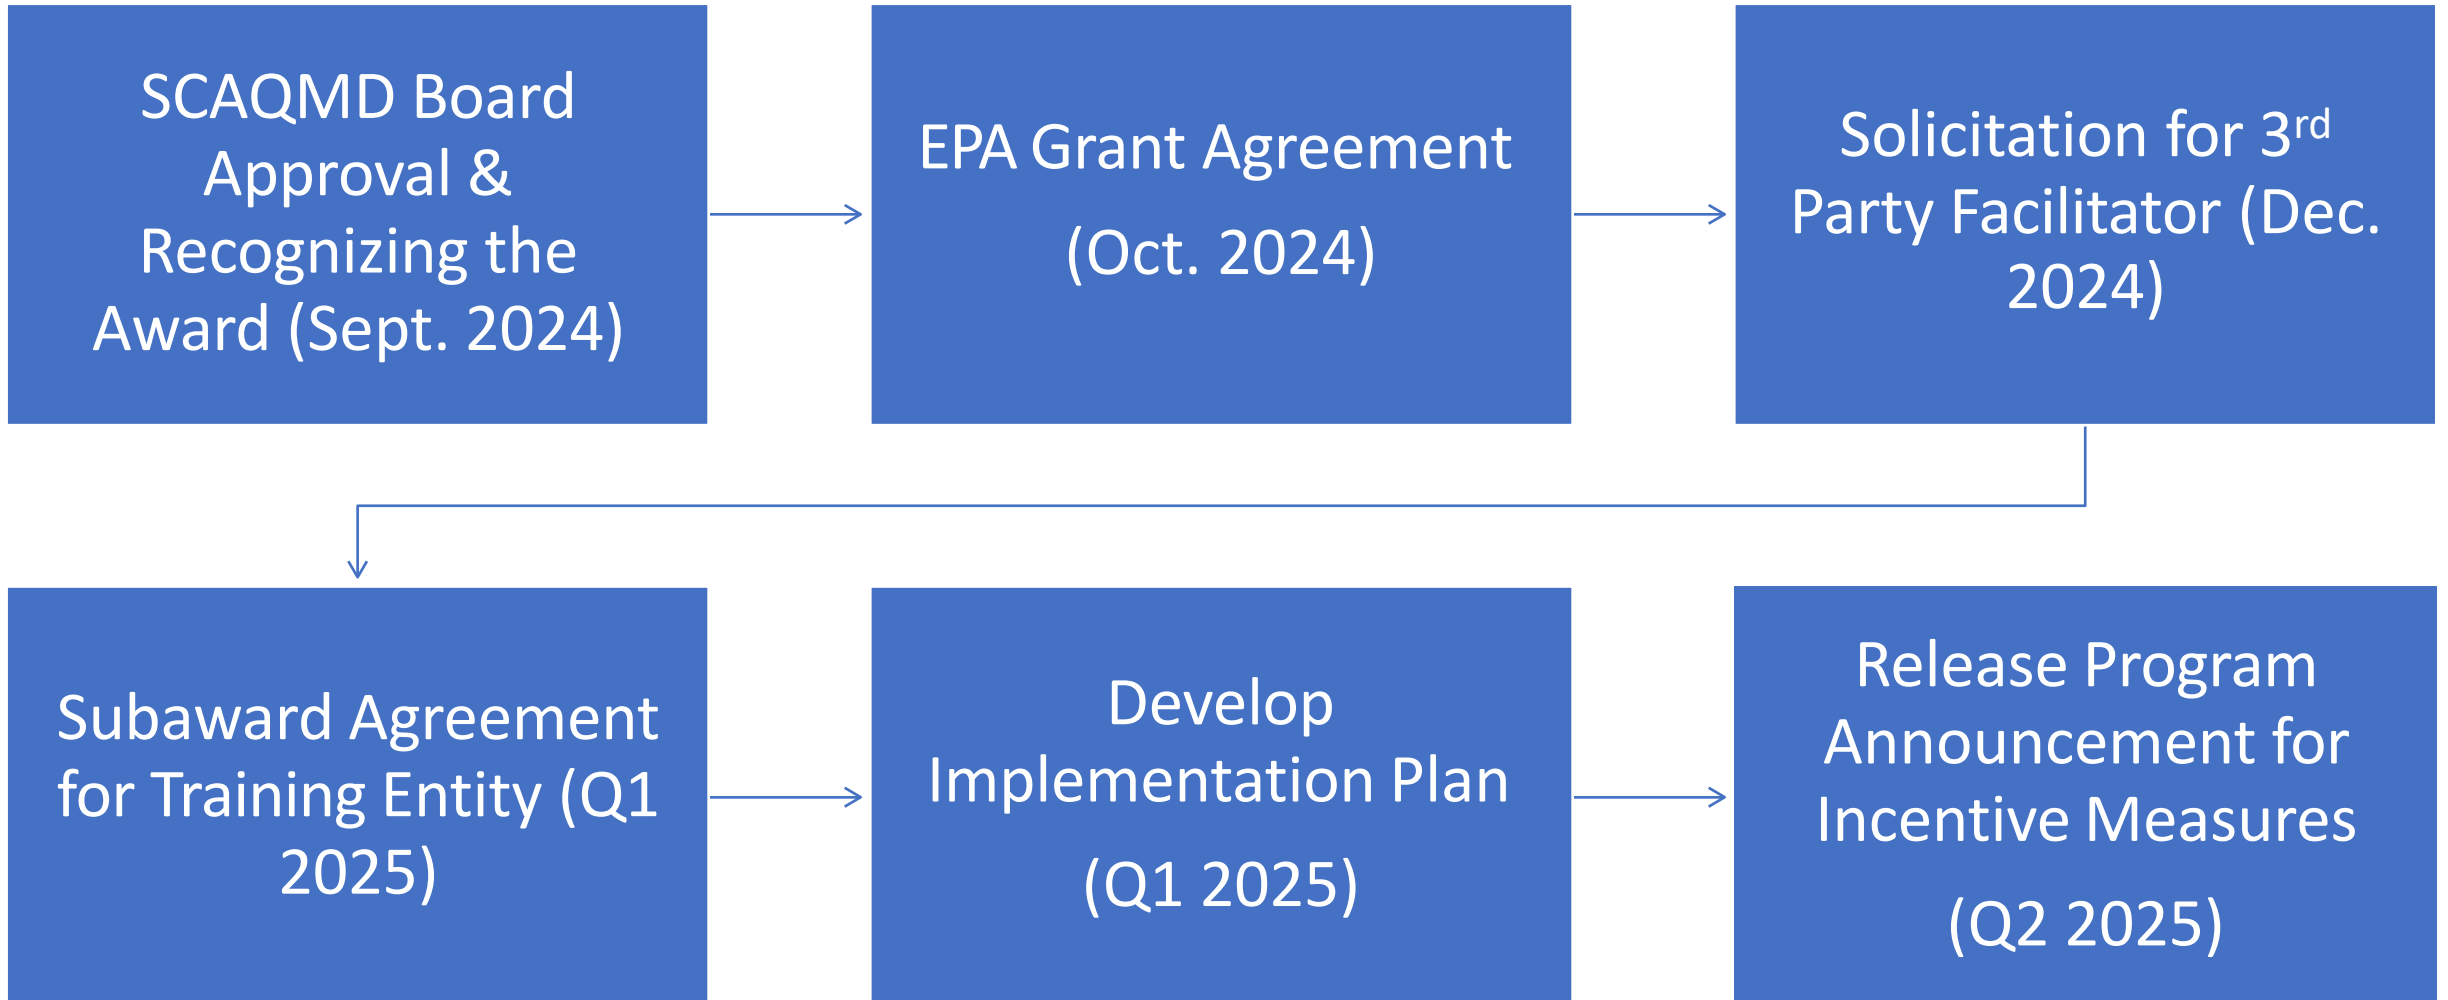 SCAQMD Board
Approval &
Recognizing the
Award (Sept. 2024)
EPA Grant Agreement
(Oct. 2024)
Solicitation for 3rd
Party Facilitator (Dec.
2024)
Subaward Agreement
for Training Entity (Q1
2025)
Develop
Implementation Plan
(Q1 2025)
Release Program
Announcement for
Incentive Measures
(Q2 2025)